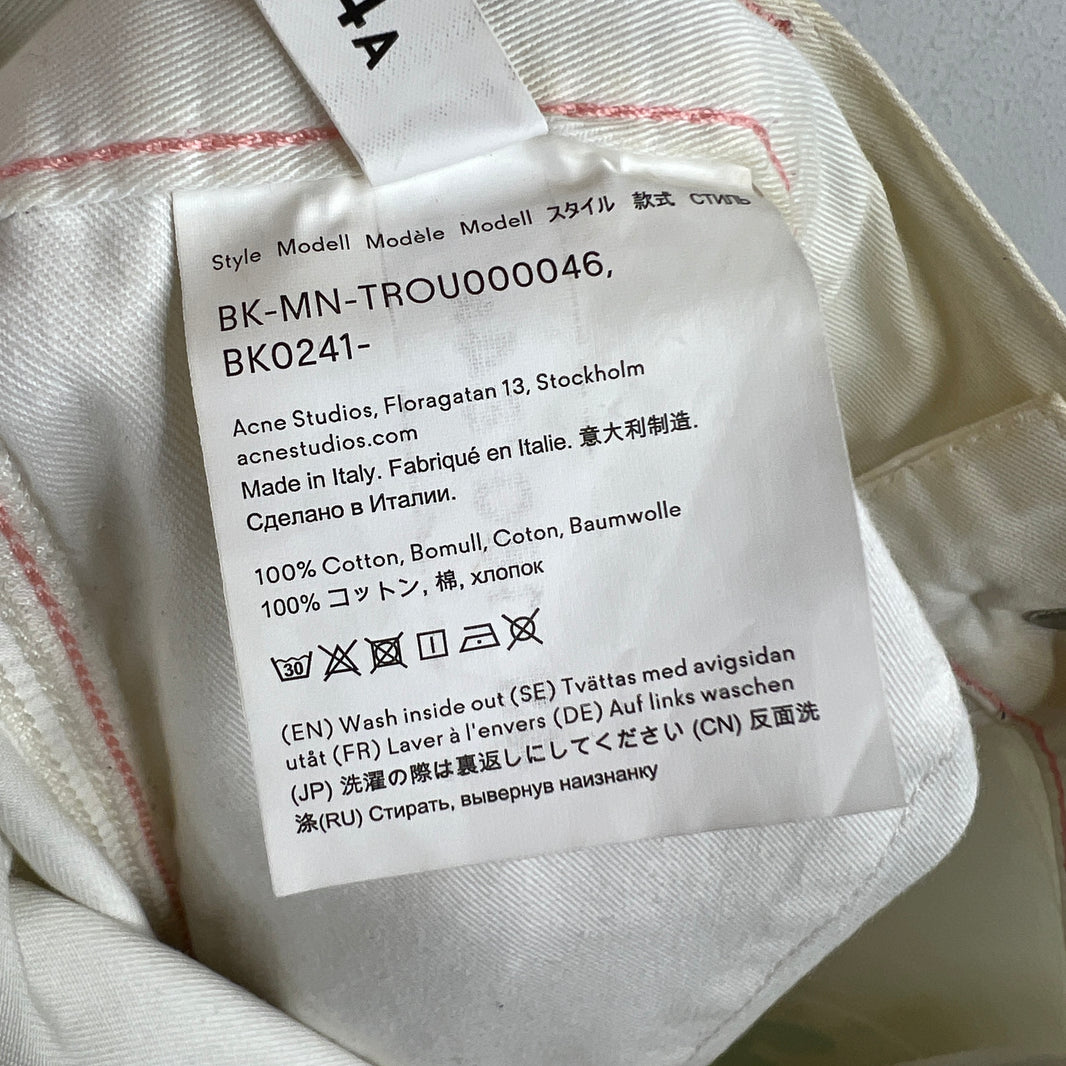 4A
Style Modell Modèle Modell スタイル 款式 СТИЛЬ
BK-MN-TROU000046,
BK0241-
Acne Studios, Floragatan 13, Stockholm
acnestudios.com
Made in Italy. Fabriqué en Italie. 意大利制造.
Сделано в Италии.
100% Cotton, Bomull, Coton, Baumwolle
100% コットン, 棉, хлопок
30
(EN) Wash inside out (SE) Tvättas med avigsidan
utåt (FR) Laver à l'envers (DE) Auf links waschen
(JP) 洗濯の際は裏返しにしてください (CN) 反面洗
涤(RU) Стирать, вывернув наизнанку